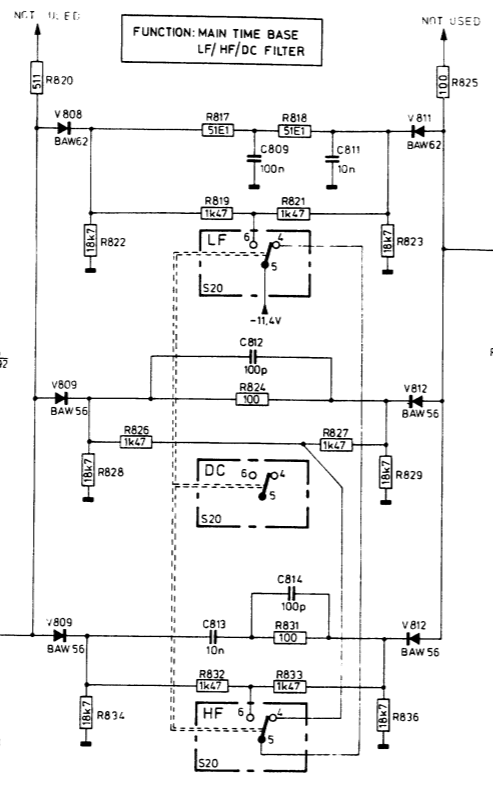 NOT USED
FUNCTION: MAIN TIME BASE
LF/HF/DC FILTER
NOT USED
511 R820
100 R825
V808
BAW62
R817
51E1
R818
51E1
V811
BAW62
C809
100n
C811
10n
R819
1k47
R821
1k47
18k7 R822
18k7 R823
LF 6 4
5
S20
-11,4V
C812
100p
92
V809
BAW56
R824
100
V812
BAW56
R826
1k47
R827
1k47
18k7 R828
18k7 R829
DC 6 4
5
S20
C814
100p
V809
BAW56
C813
10n
R831
100
V812
BAW56
R832
1k47
R833
1k47
18k7 R834
18k7 R836
HF 6 4
5
S20